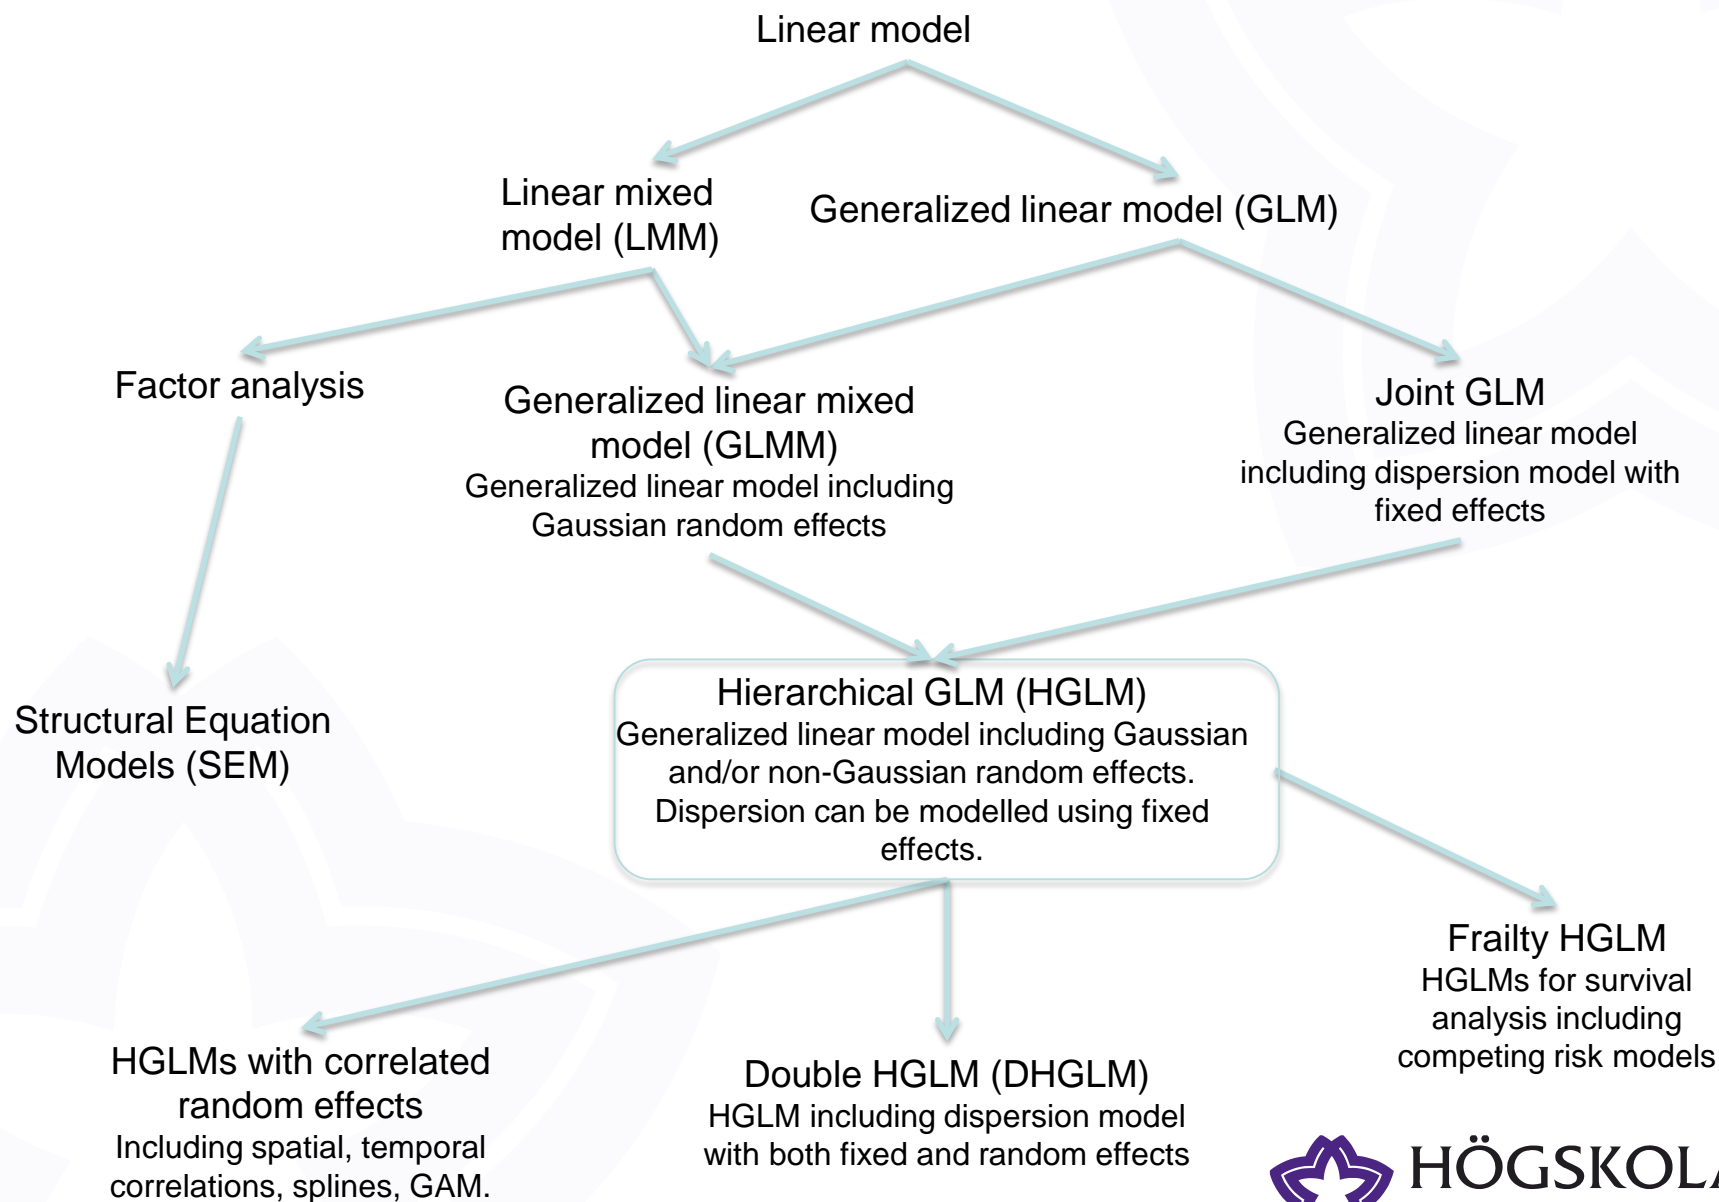 Linear model
Linear mixed
model (LMM)
Generalized linear model (GLM)
Factor analysis
Generalized linear mixed
model (GLMM)
Generalized linear model including
Gaussian random effects
Joint GLM
Generalized linear model
including dispersion model with
fixed effects
Structural Equation
Models (SEM)
Hierarchical GLM (HGLM)
Generalized linear model including Gaussian
and/or non-Gaussian random effects.
Dispersion can be modelled using fixed
effects.
Frailty HGLM
HGLMs for survival
analysis including
competing risk models
HGLMs with correlated
random effects
Including spatial, temporal
correlations, splines, GAM.
Double HGLM (DHGLM)
HGLM including dispersion model
with both fixed and random effects
HÖGSKOLA